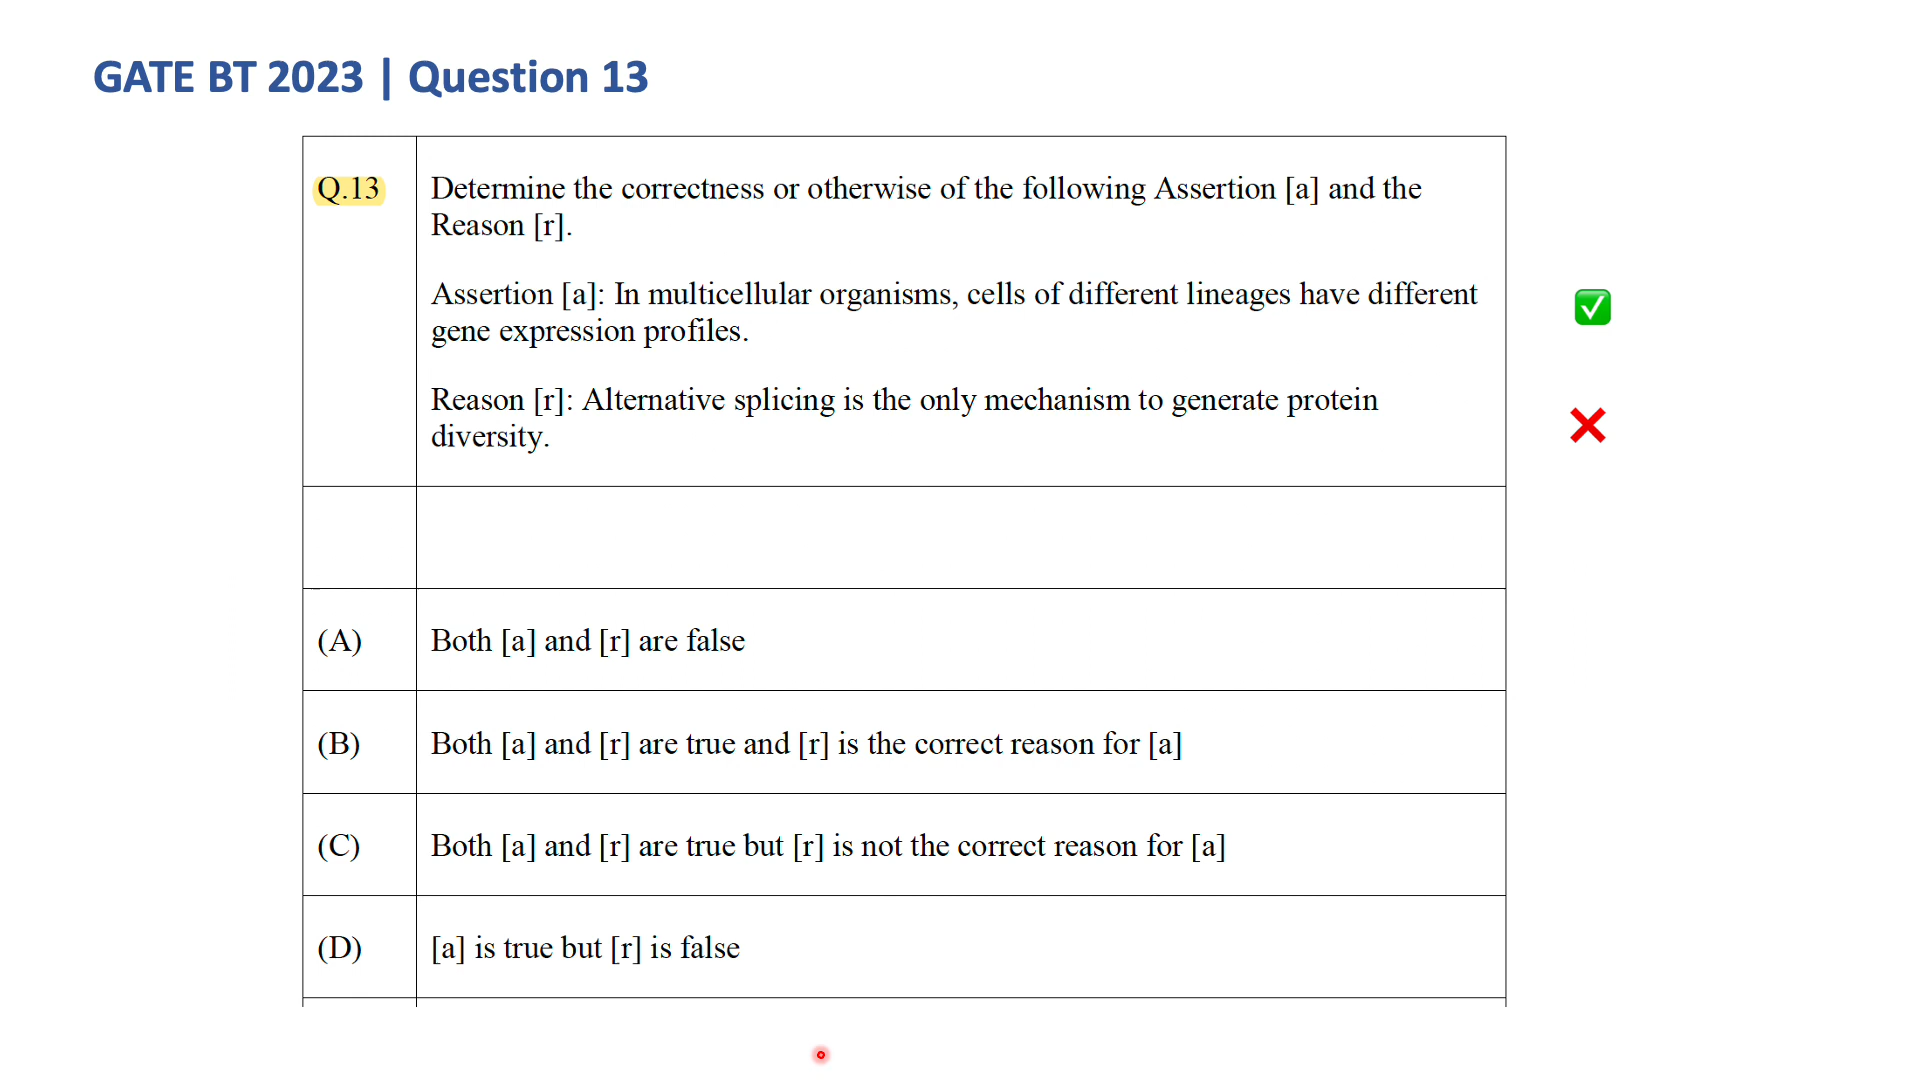 GATE BT 2023 | Question 13
Q.13
Determine the correctness or otherwise of the following Assertion [a] and the
Reason [r].
Assertion [a]: In multicellular organisms, cells of different lineages have different
gene expression profiles.
Reason [r]: Alternative splicing is the only mechanism to generate protein
diversity.
(A) Both [a] and [r] are false
(B) Both [a] and [r] are true and [r] is the correct reason for [a]
(C) Both [a] and [r] are true but [r] is not the correct reason for [a]
(D) [a] is true but [r] is false